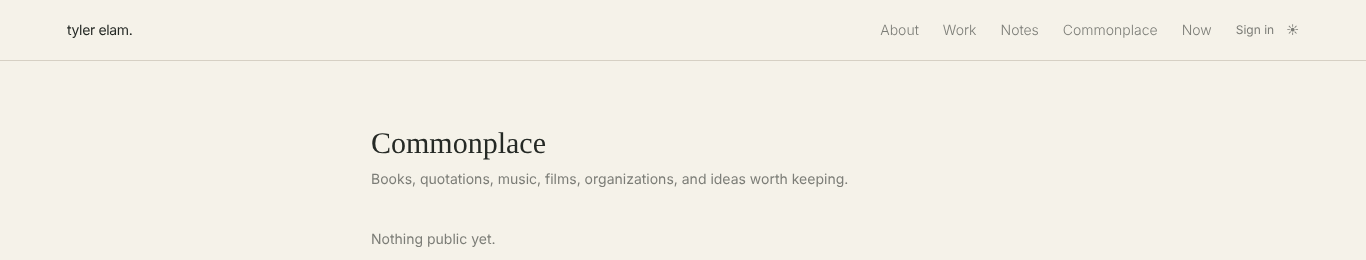 tyler elam.
About Work Notes Commonplace Now Sign in ☀
Commonplace
Books, quotations, music, films, organizations, and ideas worth keeping.
Nothing public yet.